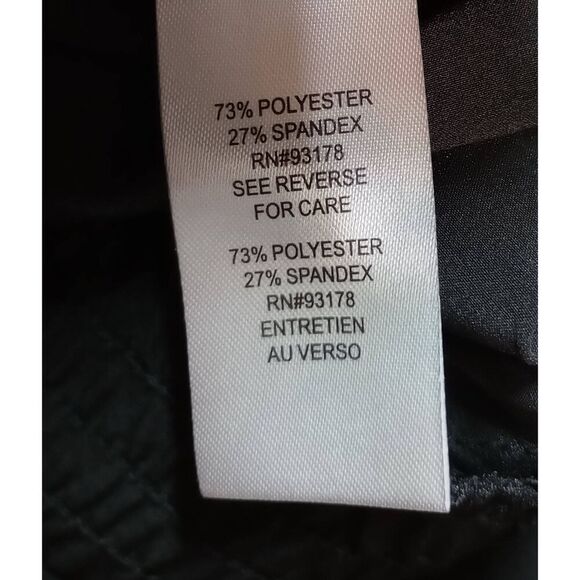 73% POLYESTER
27% SPANDEX
RN#93178
SEE REVERSE
FOR CARE
73% POLYESTER
27% SPANDEX
RN#93178
ENTRETIEN
AU VERSO